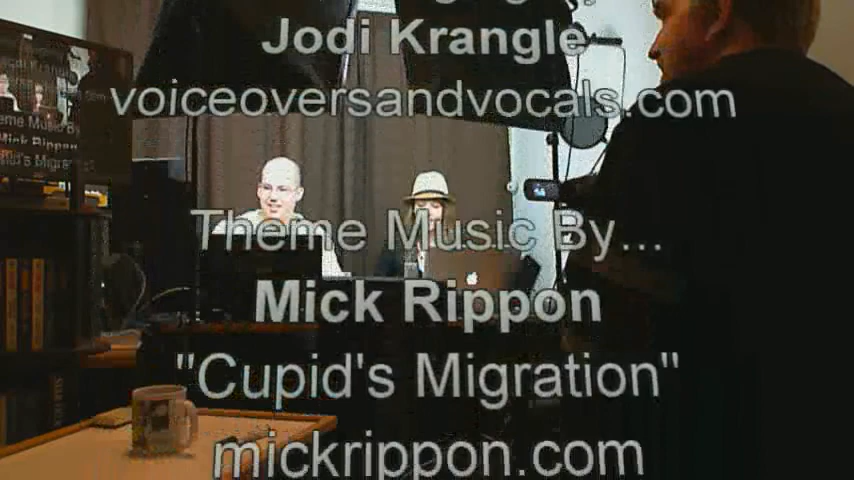 Jodi Krangle
voiceoversandvocals.com
Theme Music By...
Mick Rippon
"Cupid's Migration"
mickrippon.com